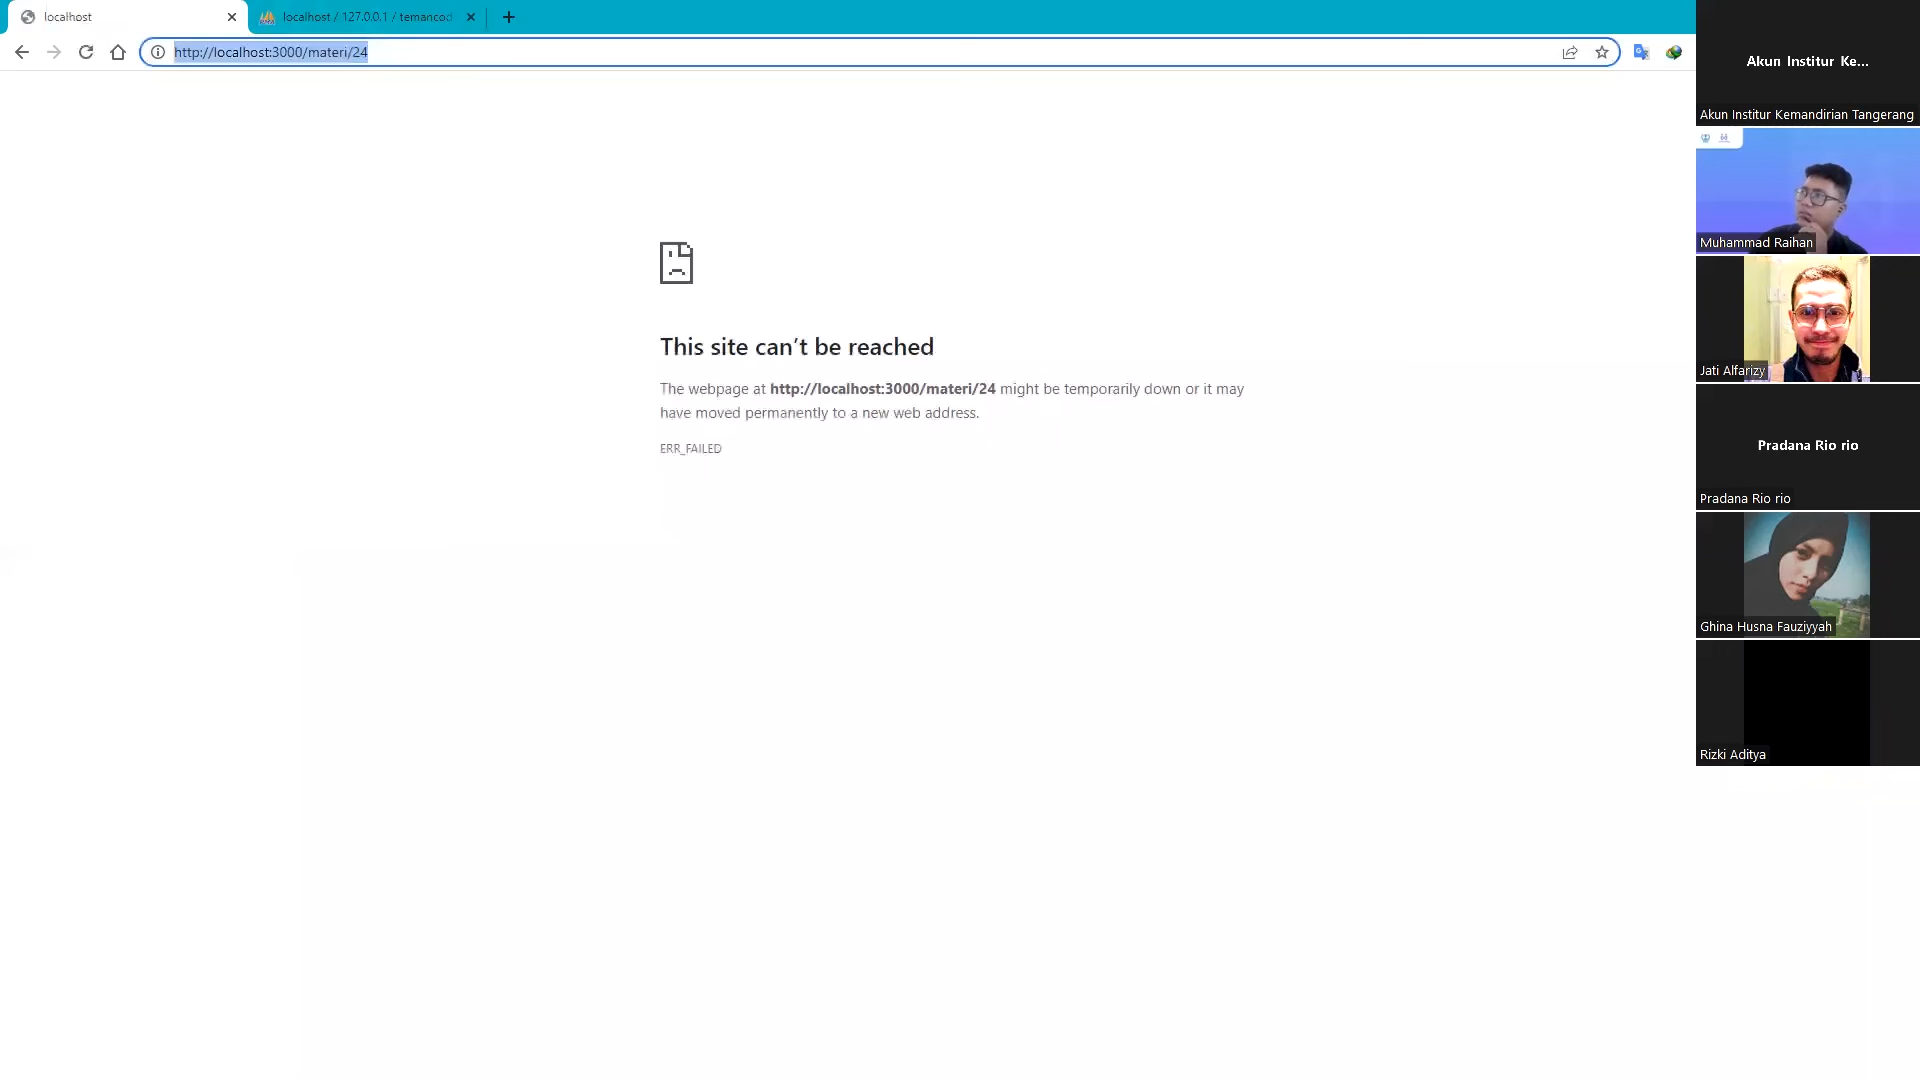 localhost
localhost / 127.0.0.1 / temancod
http://localhost:3000/materi/24
This site can’t be reached
The webpage at http://localhost:3000/materi/24 might be temporarily down or it may
have moved permanently to a new web address.
ERR_FAILED
Akun Institur Ke...
Akun Institur Kemandirian Tangerang
Muhammad Raihan
Jati Alfarizy
Pradana Rio rio
Pradana Rio rio
Ghina Husna Fauziyyah
Rizki Aditya